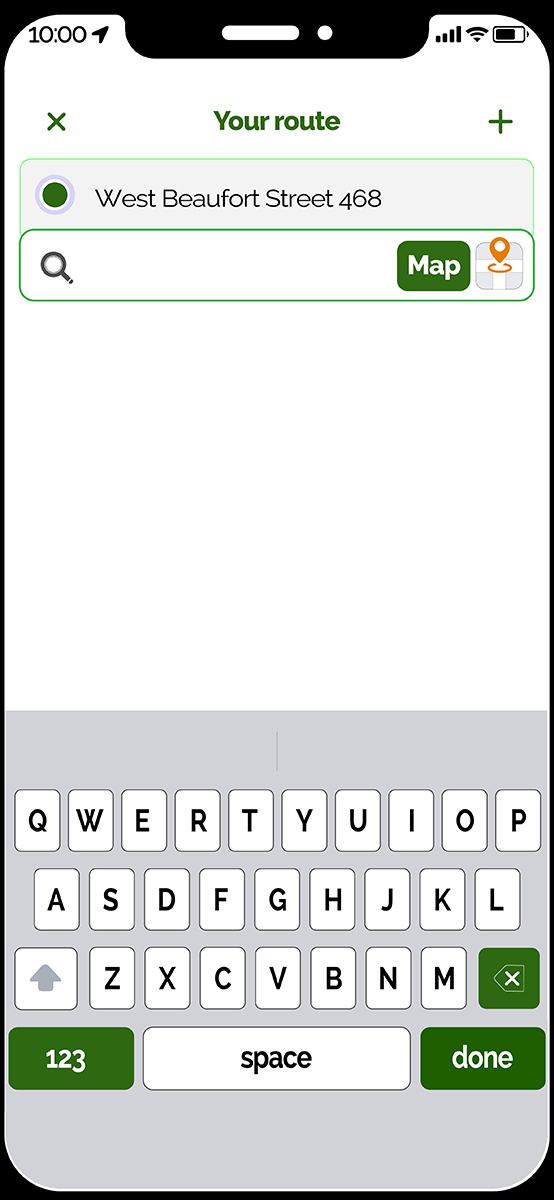 10:00
Your route
West Beaufort Street 468
Map
Q W E R T Y U I O P
A S D F G H J K L
Z X C V B N M
123 space done